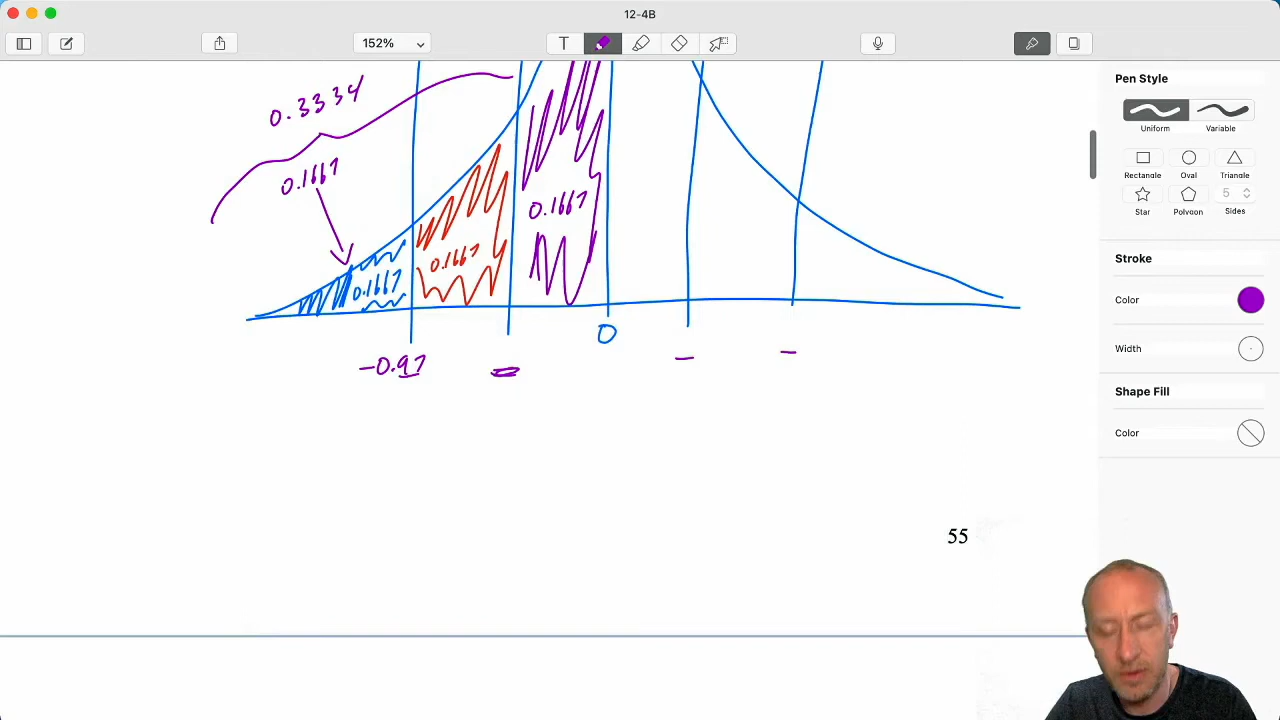 12-4B
152%
T
Pen Style
Uniform
Variable
Rectangle
Oval
Triangle
5
Star
Polygon
Sides
Stroke
Color
Width
Shape Fill
Color
0.3334
0.1667
0.1667
0.1667
0.1667
0
-0.97
55